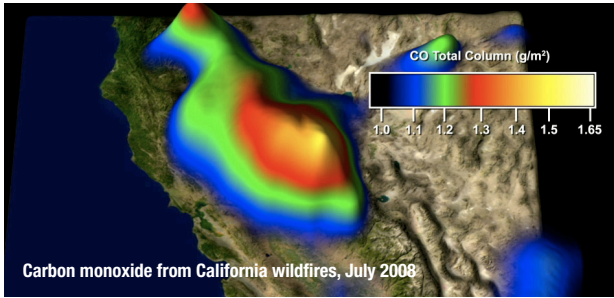 CO Total Column (g/m²)
1.0 1.1 1.2 1.3 1.4 1.5 1.65
Carbon monoxide from California wildfires, July 2008